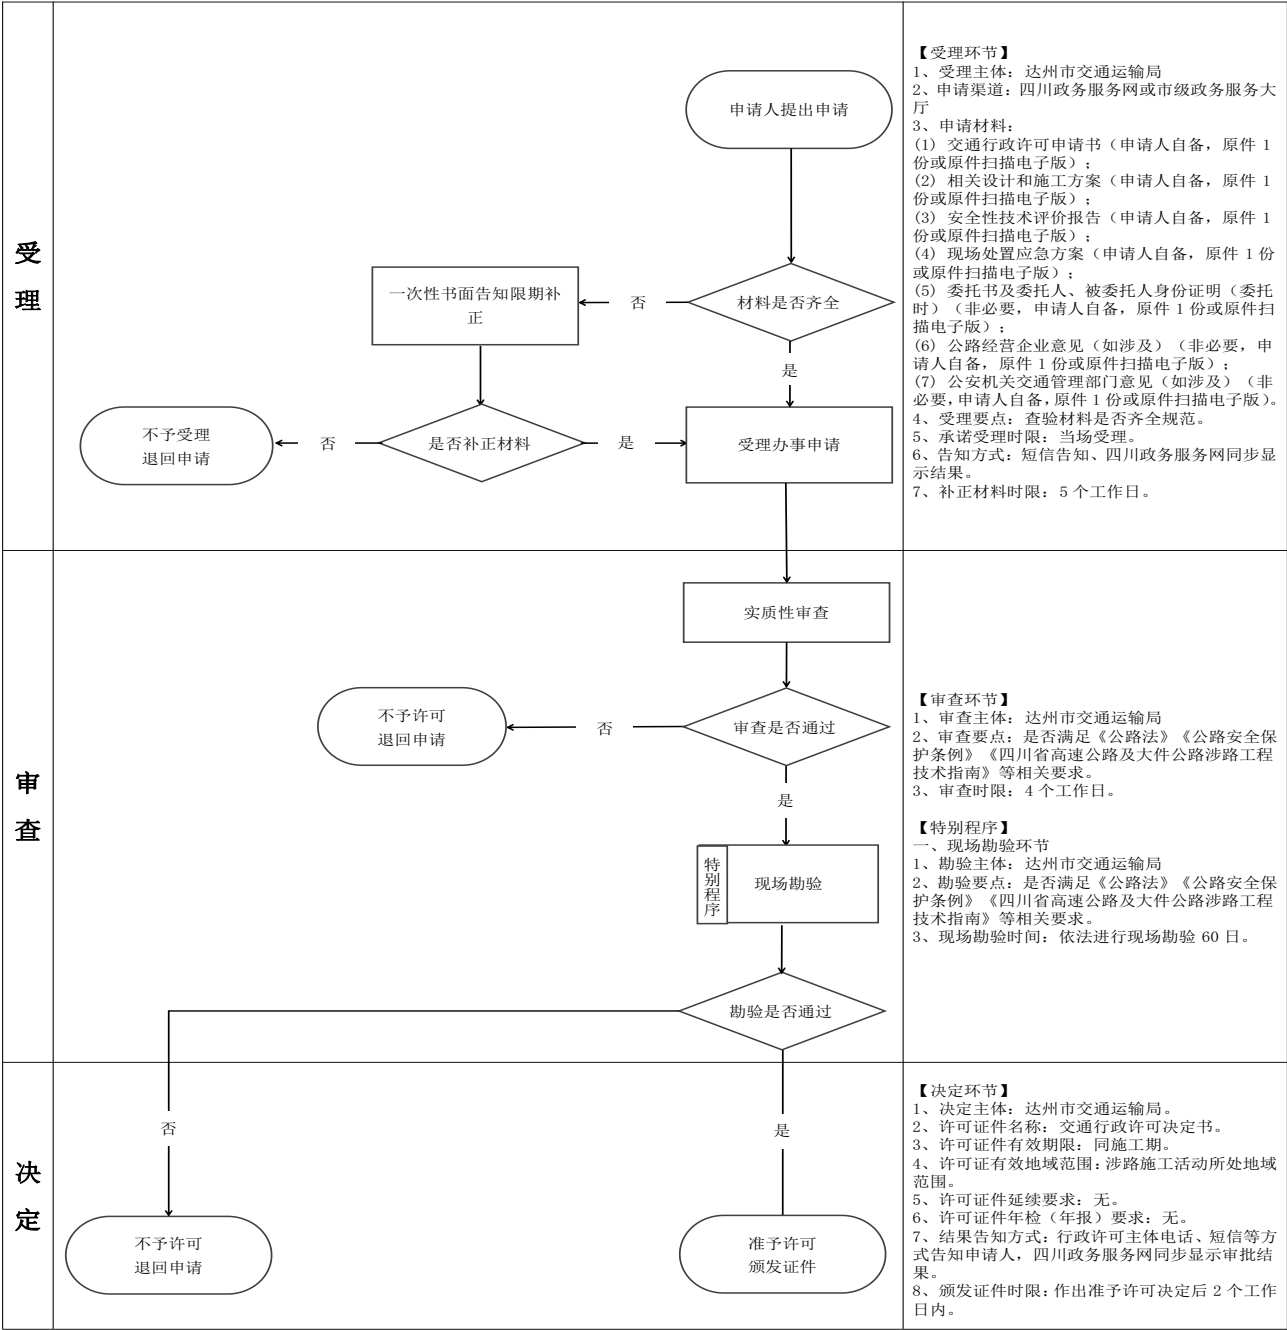 受
理
申请人提出申请
材料是否齐全
否
一次性书面告知限期补
正
是
不予受理
退回申请
否
是否补正材料
是
受理办事申请
【受理环节】
1、受理主体：达州市交通运输局
2、申请渠道：四川政务服务网或市级政务服务大
厅
3、申请材料：
(1) 交通行政许可申请书（申请人自备，原件 1
份或原件扫描电子版）；
(2) 相关设计和施工方案（申请人自备，原件 1
份或原件扫描电子版）；
(3) 安全性技术评价报告（申请人自备，原件 1
份或原件扫描电子版）；
(4) 现场处置应急方案（申请人自备，原件 1 份
或原件扫描电子版）；
(5) 委托书及委托人、被委托人身份证明（委托
时）（非必要，申请人自备，原件 1 份或原件扫
描电子版）；
(6) 公路经营企业意见（如涉及）（非必要，申
请人自备，原件 1 份或原件扫描电子版）；
(7) 公安机关交通管理部门意见（如涉及）（非
必要，申请人自备，原件 1 份或原件扫描电子版）。
4、受理要点：查验材料是否齐全规范。
5、承诺受理时限：当场受理。
6、告知方式：短信告知、四川政务服务网同步显
示结果。
7、补正材料时限：5 个工作日。
审
查
实质性审查
不予许可
退回申请
否
审查是否通过
是
特别程序
现场勘验
勘验是否通过
【审查环节】
1、审查主体：达州市交通运输局
2、审查要点：是否满足《公路法》《公路安全保
护条例》《四川省高速公路及大件公路涉路工程
技术指南》等相关要求。
3、审查时限：4 个工作日。
【特别程序】
一、现场勘验环节
1、勘验主体：达州市交通运输局
2、勘验要点：是否满足《公路法》《公路安全保
护条例》《四川省高速公路及大件公路涉路工程
技术指南》等相关要求。
3、现场勘验时间：依法进行现场勘验 60 日。
决
定
否
是
不予许可
退回申请
准予许可
颁发证件
【决定环节】
1、决定主体：达州市交通运输局。
2、许可证件名称：交通行政许可决定书。
3、许可证件有效期限：同施工期。
4、许可证有效地域范围：涉路施工活动所处地域
范围。
5、许可证件延续要求：无。
6、许可证件年检（年报）要求：无。
7、结果告知方式：行政许可主体电话、短信等方
式告知申请人，四川政务服务网同步显示审批结
果。
8、颁发证件时限：作出准予许可决定后 2 个工作
日内。